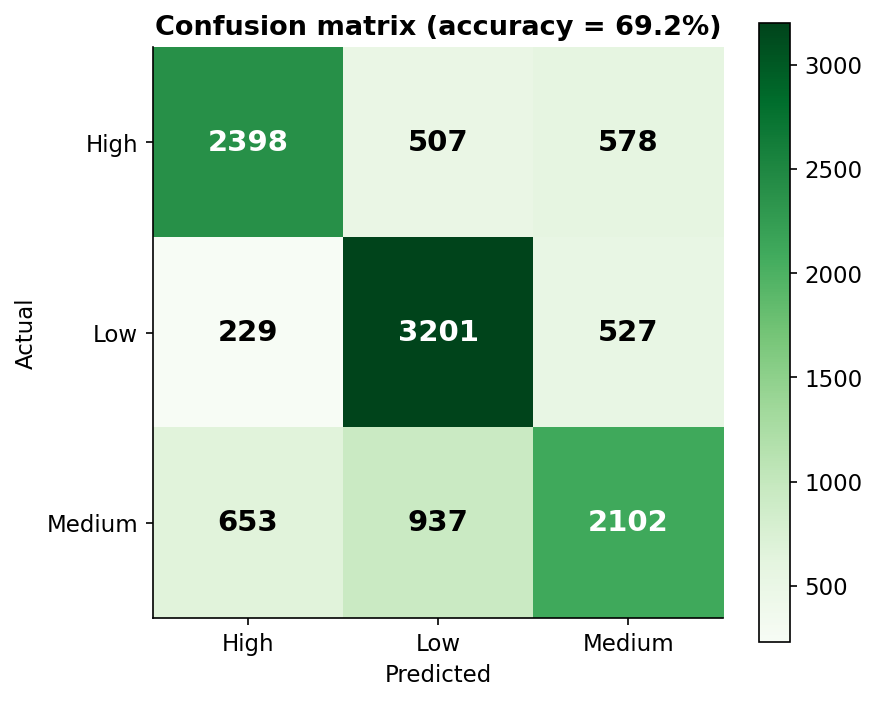 Confusion matrix (accuracy = 69.2%)
Actual
High
2398 507 578
Low
229 3201 527
Medium
653 937 2102
High Low Medium
Predicted
3000
2500
2000
1500
1000
500